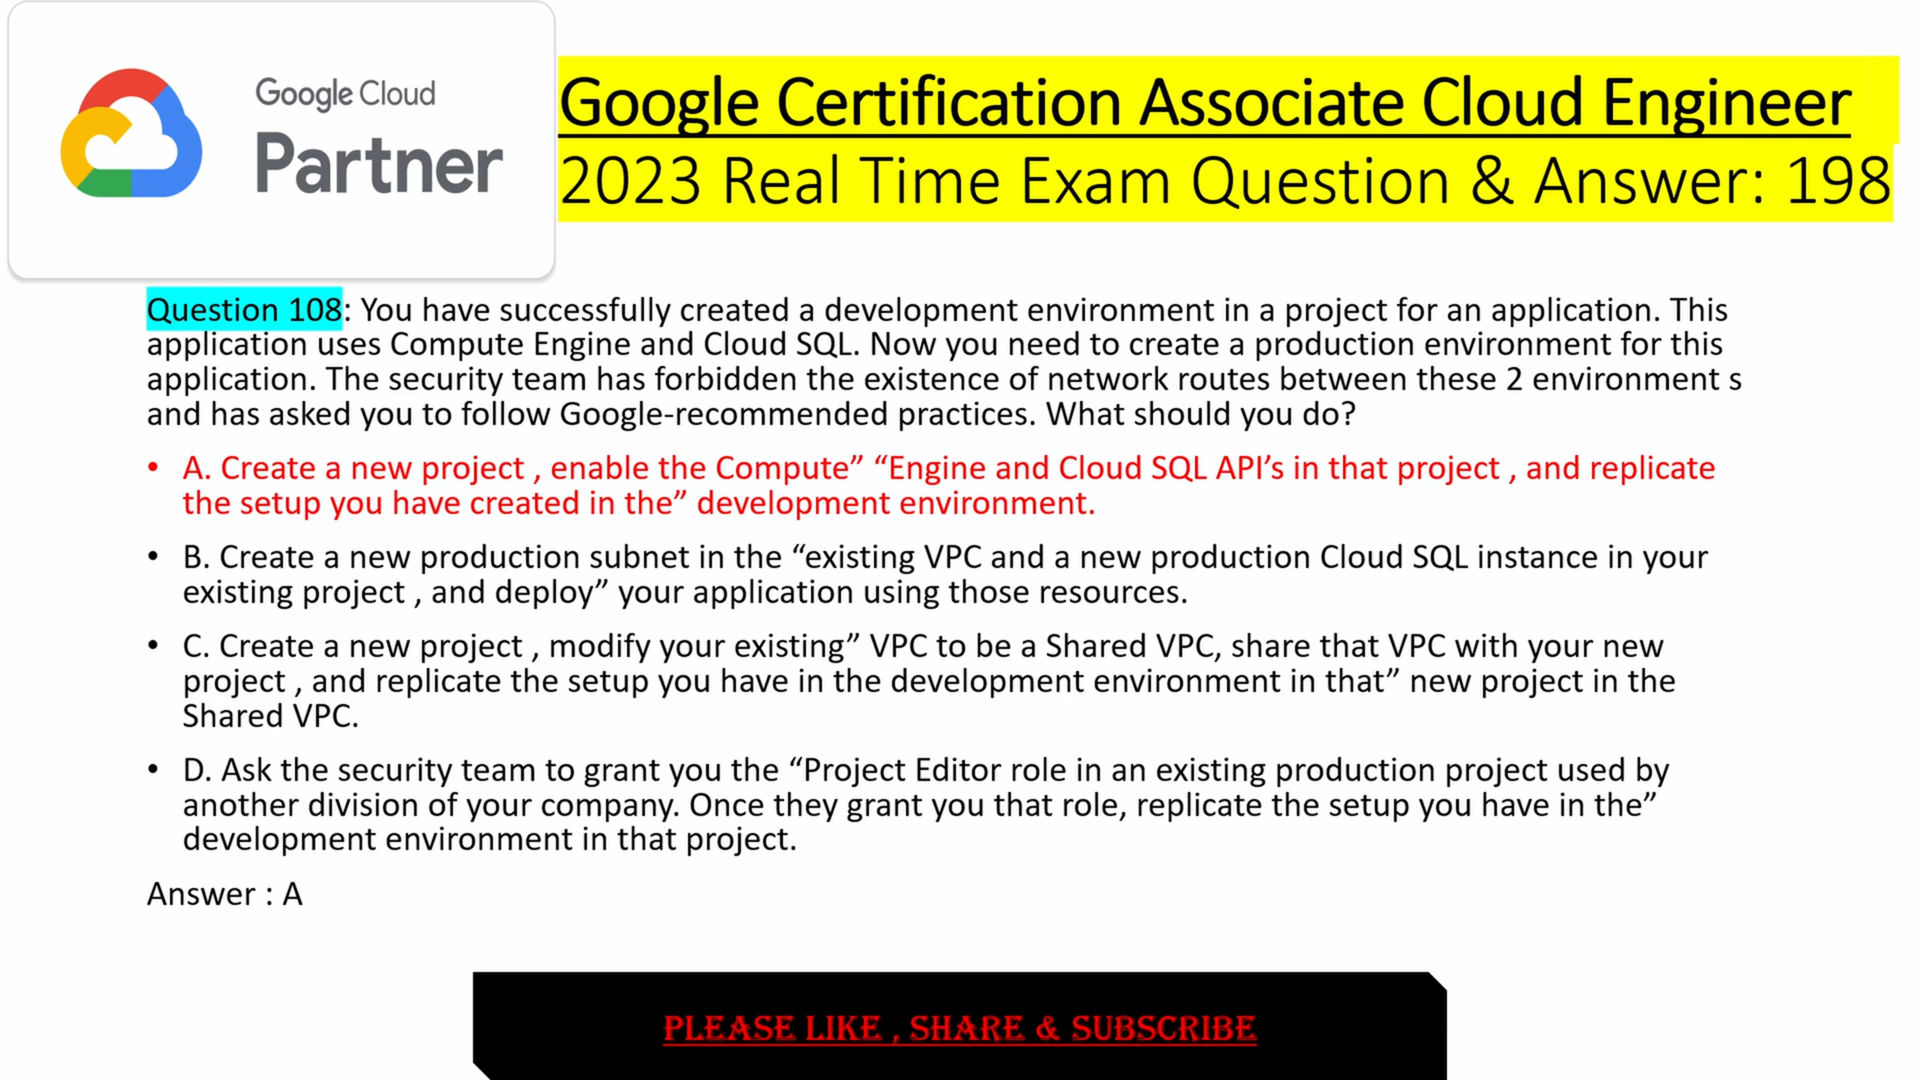 Google Cloud
Partner
Google Certification Associate Cloud Engineer
2023 Real Time Exam Question & Answer: 198
Question 108: You have successfully created a development environment in a project for an application. This
application uses Compute Engine and Cloud SQL. Now you need to create a production environment for this
application. The security team has forbidden the existence of network routes between these 2 environment s
and has asked you to follow Google-recommended practices. What should you do?
• A. Create a new project , enable the Compute” “Engine and Cloud SQL API’s in that project , and replicate
the setup you have created in the” development environment.
• B. Create a new production subnet in the “existing VPC and a new production Cloud SQL instance in your
existing project , and deploy” your application using those resources.
• C. Create a new project , modify your existing” VPC to be a Shared VPC, share that VPC with your new
project , and replicate the setup you have in the development environment in that” new project in the
Shared VPC.
• D. Ask the security team to grant you the “Project Editor role in an existing production project used by
another division of your company. Once they grant you that role, replicate the setup you have in the”
development environment in that project.
Answer : A
PLEASE LIKE , SHARE & SUBSCRIBE